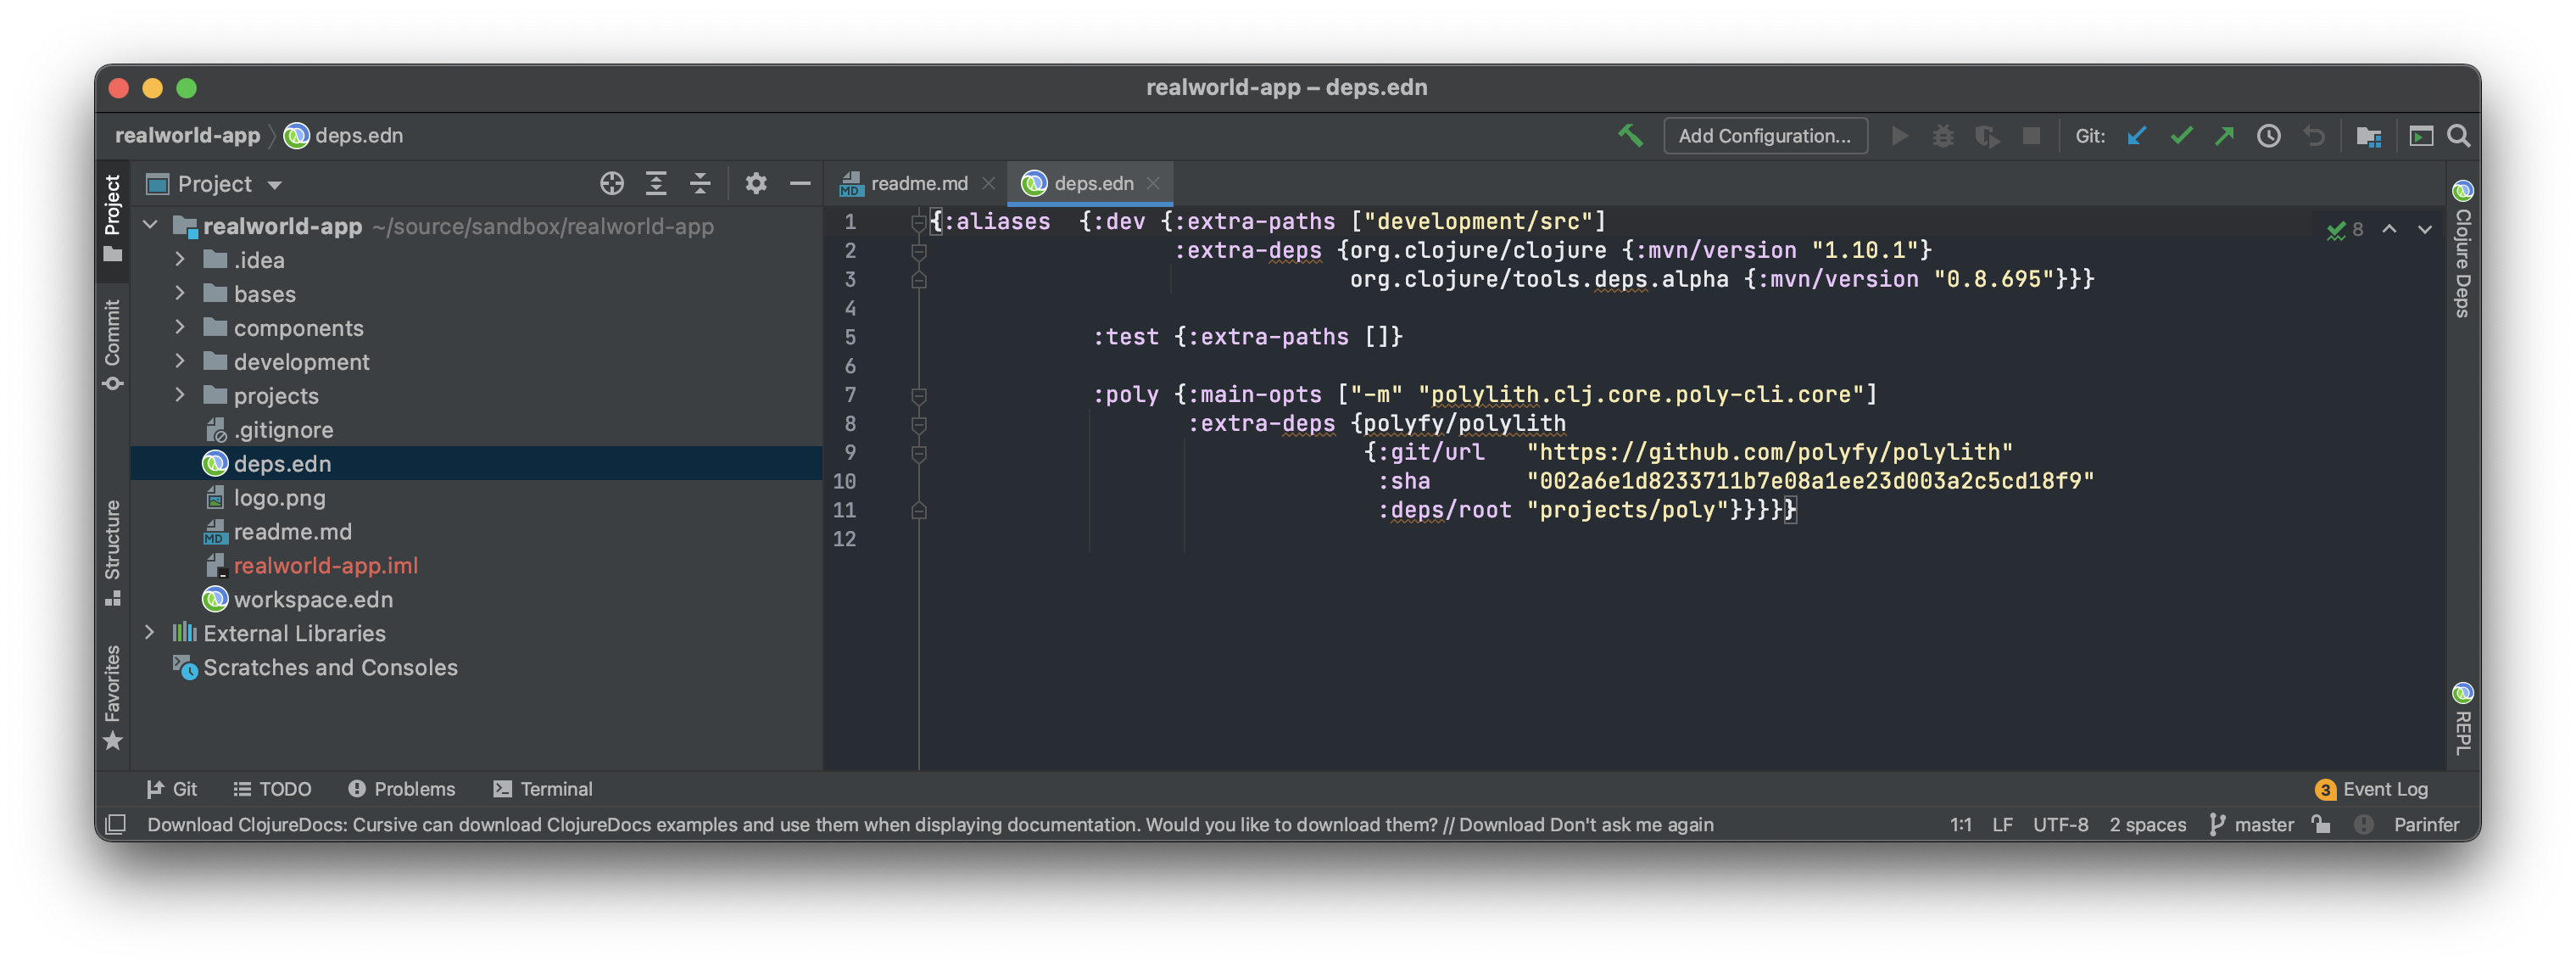 realworld-app – deps.edn
realworld-app deps.edn
Add Configuration...
Git:
Project
Project
Commit
Structure
Favorites
realworld-app ~/source/sandbox/realworld-app
.idea
bases
components
development
projects
.gitignore
deps.edn
logo.png
MD readme.md
realworld-app.iml
workspace.edn
External Libraries
Scratches and Consoles
MD readme.md deps.edn
1 {:aliases  {:dev {:extra-paths ["development/src"]
2 :extra-deps {org.clojure/clojure {:mvn/version "1.10.1"}
3 org.clojure/tools.deps.alpha {:mvn/version "0.8.695"}}}
4
5 :test {:extra-paths []}
6
7 :poly {:main-opts ["-m" "polylith.clj.core.poly-cli.core"]
8 :extra-deps {polyfy/polylith
9 {:git/url   "https://github.com/polyfy/polylith"
10 :sha       "002a6e1d8233711b7e08a1ee23d003a2c5cd18f9"
11 :deps/root "projects/poly"}}}}}
12
8
Clojure Deps
REPL
Git TODO Problems Terminal
3 Event Log
Download ClojureDocs: Cursive can download ClojureDocs examples and use them when displaying documentation. Would you like to download them? // Download Don't ask me again
1:1 LF UTF-8 2 spaces master Parinfer